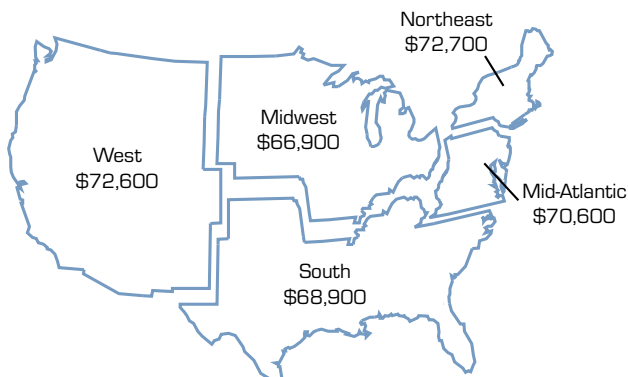 Northeast
$72,700
Midwest
$66,900
West
$72,600
Mid-Atlantic
$70,600
South
$68,900